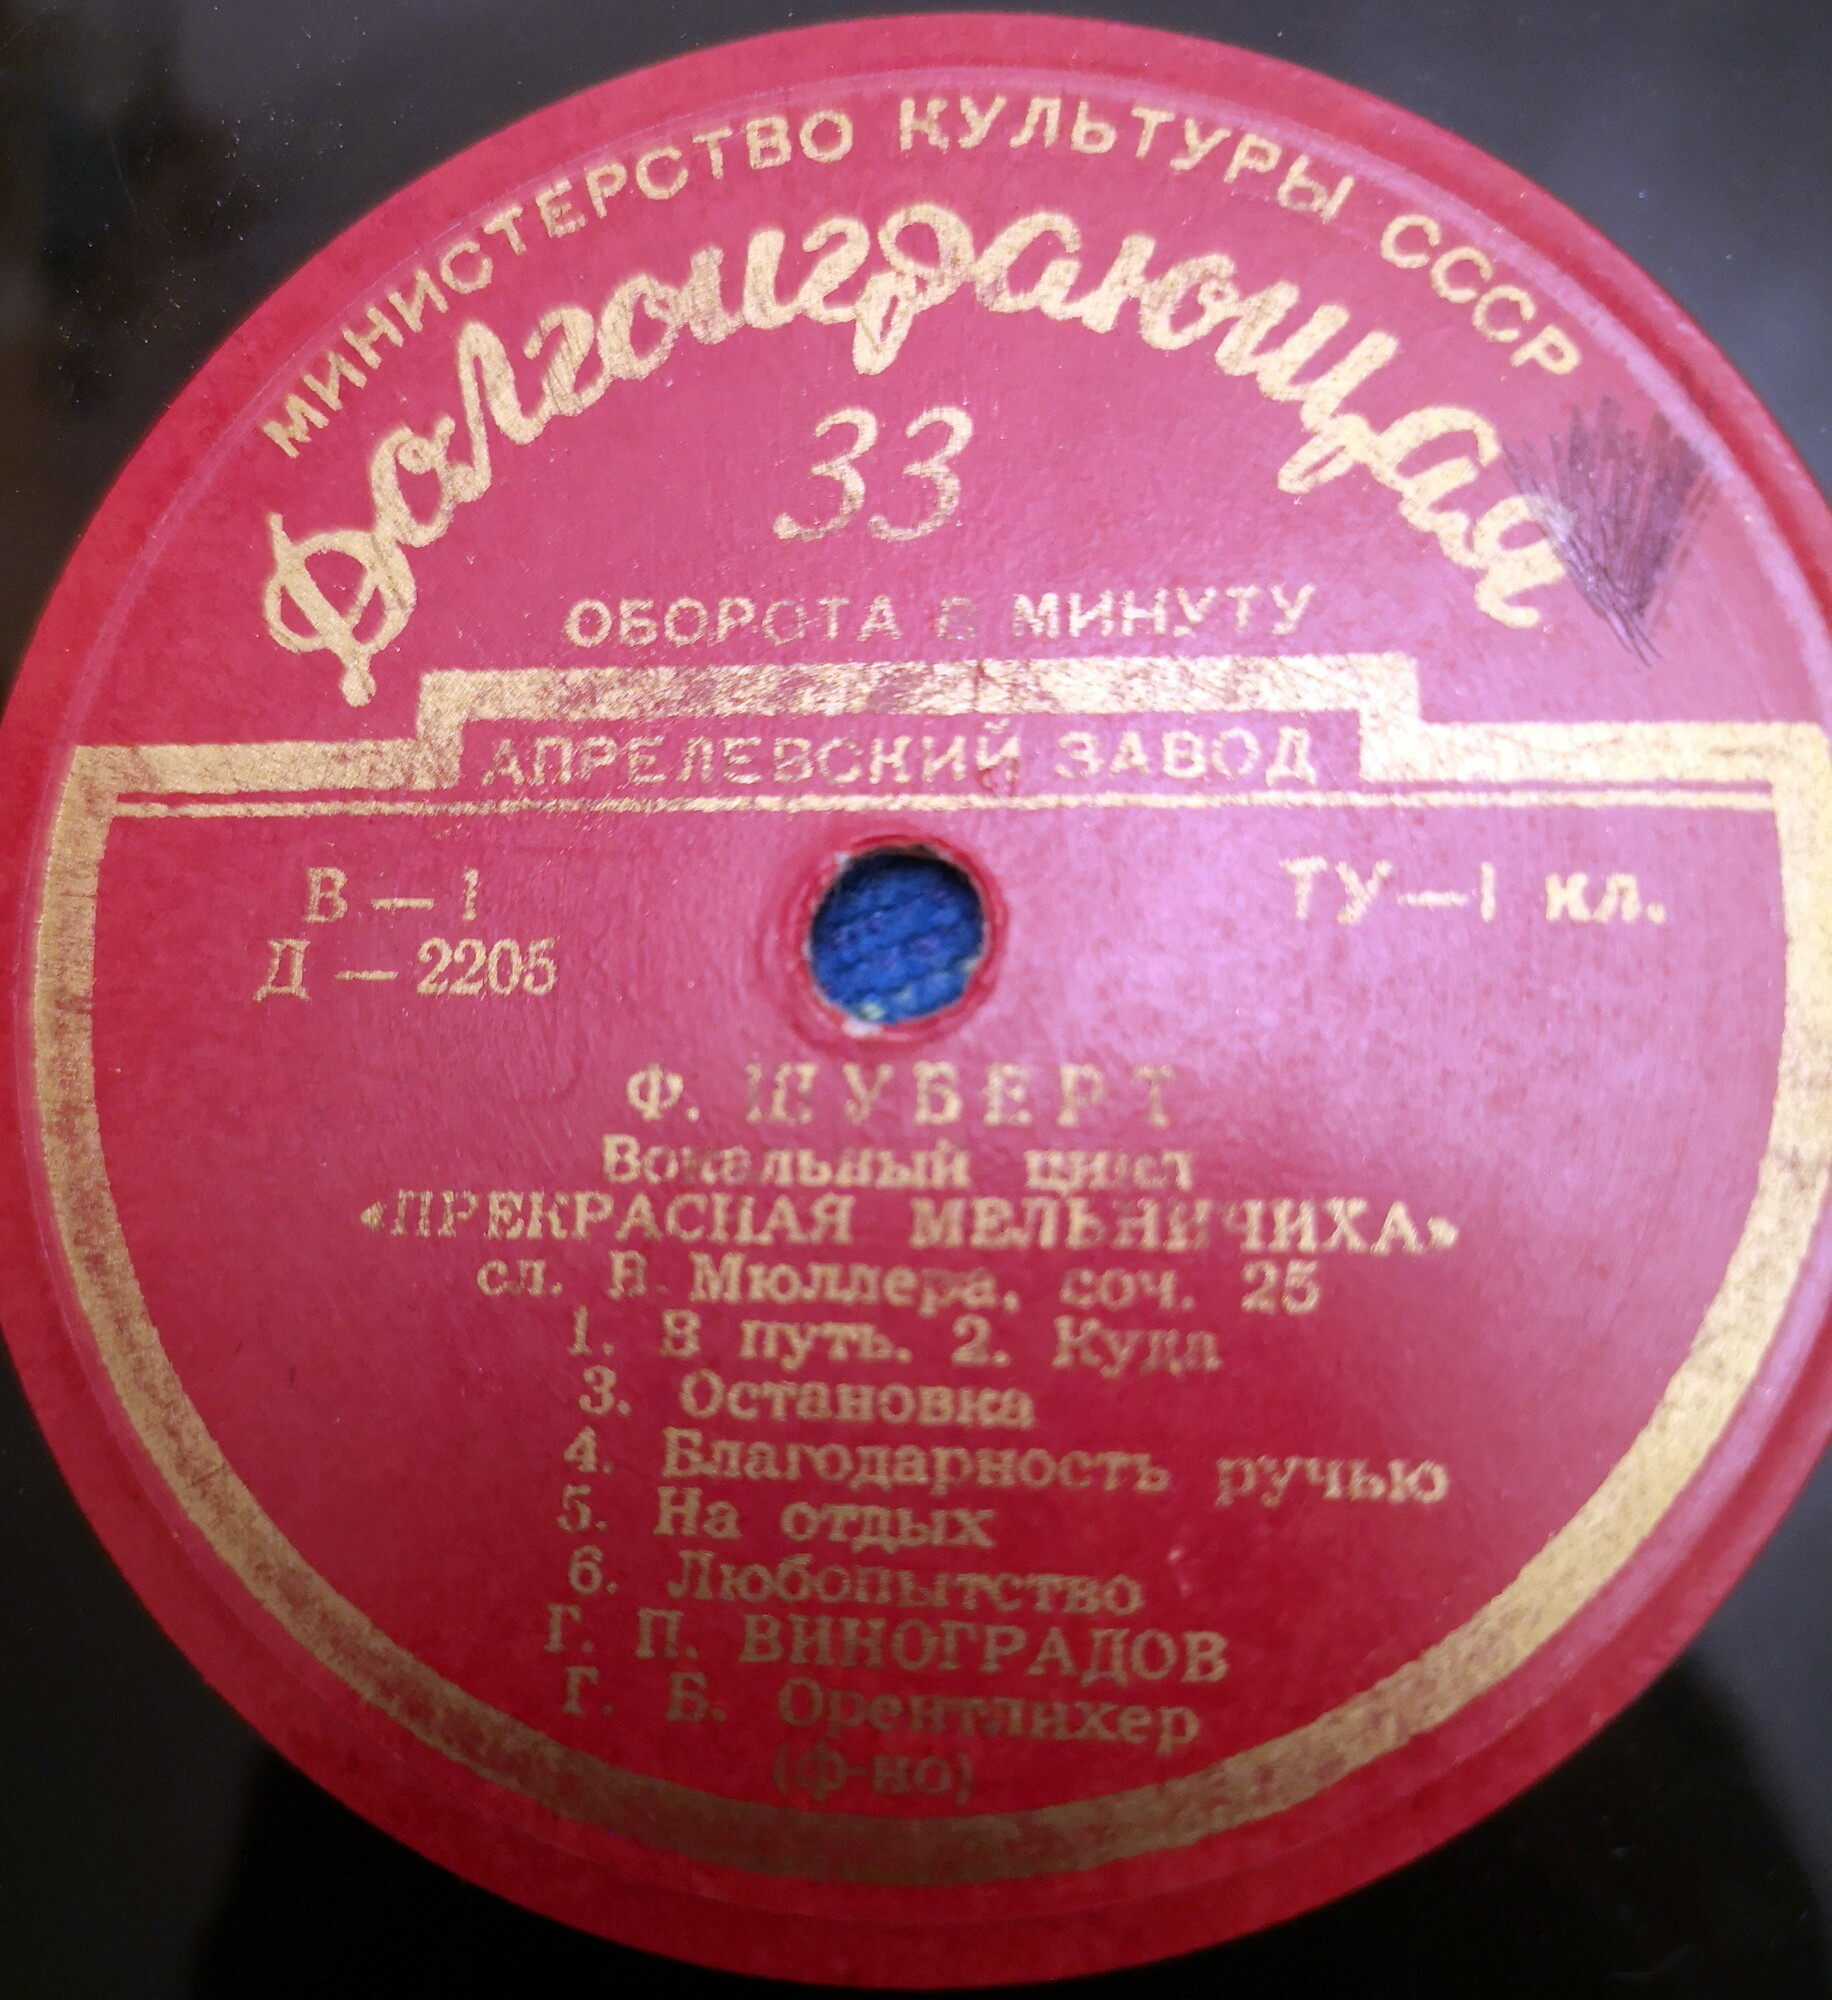 МИНИСТЕРСТВО КУЛЬТУРЫ СССР
Долгоиграющая
33
ОБОРОТА В МИНУТУ
АПРЕЛЕВСКИЙ ЗАВОД
В — 1
ТУ — 1 кл.
Д — 2205
Ф. ШУБЕРТ
Вокальный цикл
«ПРЕКРАСНАЯ МЕЛЬНИЧИХА»
сл. В. Мюллера, соч. 25
1. В путь. 2. Куда
3. Остановка
4. Благодарность ручью
5. На отдых
6. Любопытство
Г. П. ВИНОГРАДОВ
Г. Б. Орентлихер
(ф-но)